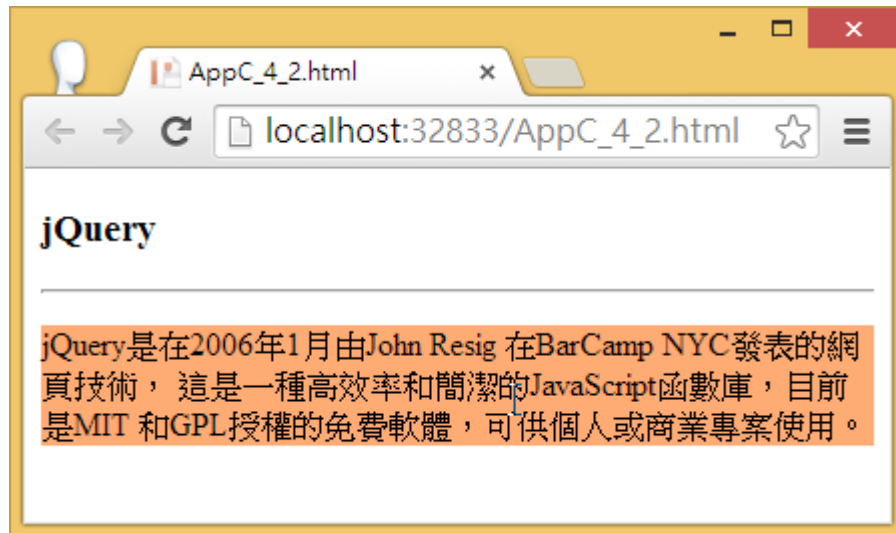 AppC_4_2.html
localhost:32833/AppC_4_2.html
jQuery
jQuery是在2006年1月由John Resig 在BarCamp NYC發表的網
頁技術， 這是一種高效率和簡潔的JavaScript函數庫，目前
是MIT 和GPL授權的免費軟體，可供個人或商業專案使用。